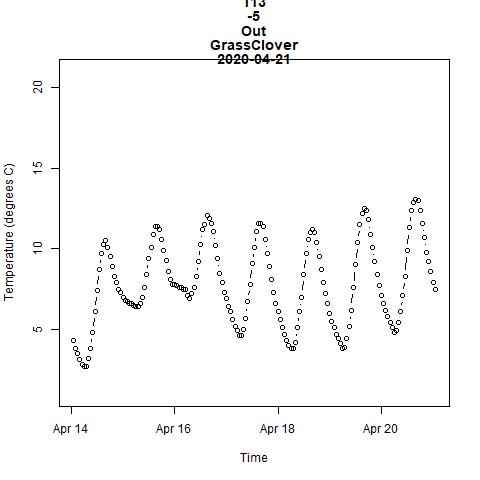 T13
-5
Out
GrassClover
2020-04-21
Temperature (degrees C)
20
15
10
5
Apr 14
Apr 16
Apr 18
Apr 20
Time